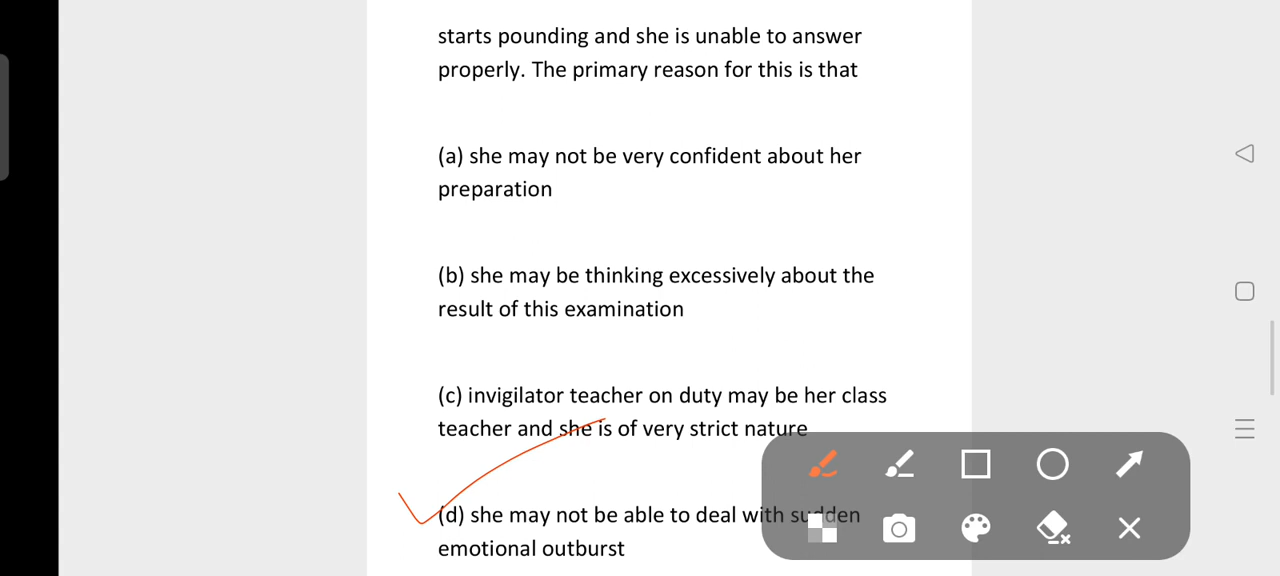 starts pounding and she is unable to answer
properly. The primary reason for this is that
(a) she may not be very confident about her
preparation
(b) she may be thinking excessively about the
result of this examination
(c) invigilator teacher on duty may be her class
teacher and she is of very strict nature
(d) she may not be able to deal with sudden
emotional outburst